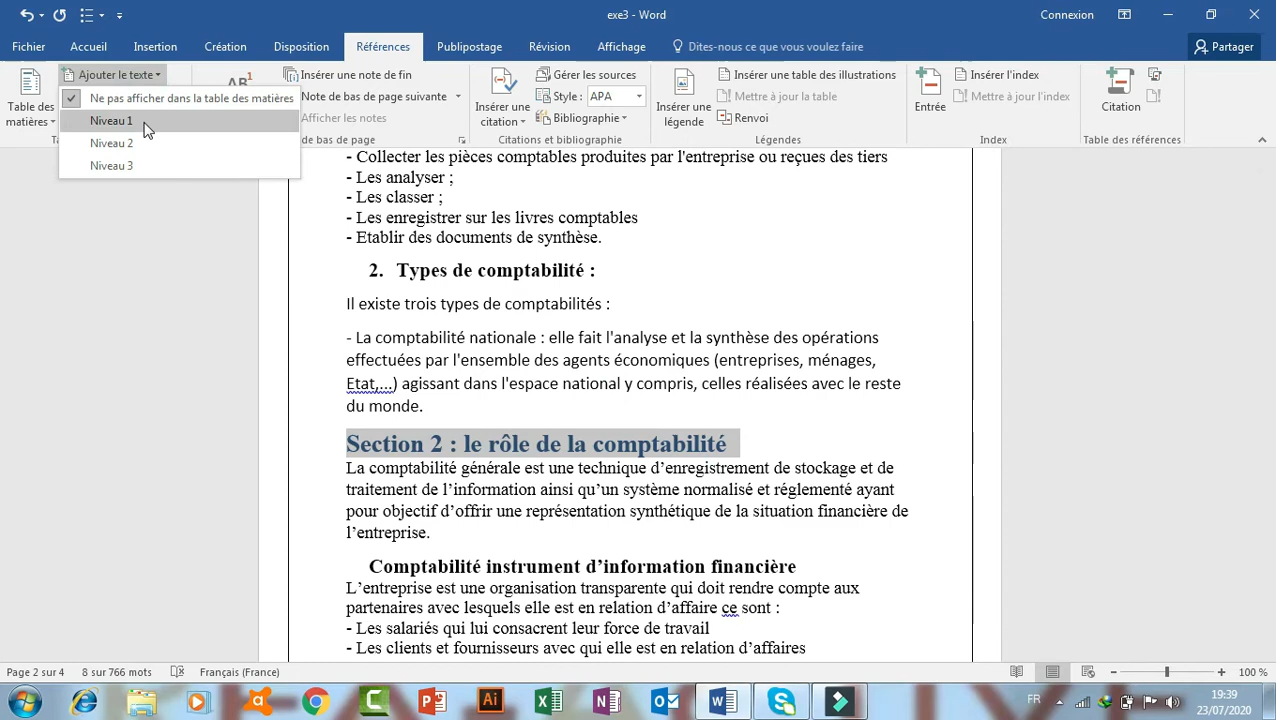 exe3 - Word
Connexion
Fichier
Accueil
Insertion
Création
Disposition
Références
Publipostage
Révision
Affichage
Dites-nous ce que vous voulez faire
Partager
Table des
matières
Ajouter le texte
Ne pas afficher dans la table des matières
Niveau 1
Niveau 2
Niveau 3
AB1
Insérer une note de fin
Note de bas de page suivante
Afficher les notes
de bas de page
Insérer une
citation
Gérer les sources
Style : APA
Bibliographie
Citations et bibliographie
Insérer une
légende
Insérer une table des illustrations
Mettre à jour la table
Renvoi
Légendes
Entrée
Insérer l'index
Mettre à jour l'index
Index
Citation
Table des références
- Collecter les pièces comptables produites par l'entreprise ou reçues des tiers
- Les analyser ;
- Les classer ;
- Les enregistrer sur les livres comptables
- Etablir des documents de synthèse.
2. Types de comptabilité :
Il existe trois types de comptabilités :
- La comptabilité nationale : elle fait l'analyse et la synthèse des opérations
effectuées par l'ensemble des agents économiques (entreprises, ménages,
Etat,...) agissant dans l'espace national y compris, celles réalisées avec le reste
du monde.
Section 2 : le rôle de la comptabilité
La comptabilité générale est une technique d’enregistrement de stockage et de
traitement de l’information ainsi qu’un système normalisé et réglementé ayant
pour objectif d’offrir une représentation synthétique de la situation financière de
l’entreprise.
Comptabilité instrument d’information financière
L’entreprise est une organisation transparente qui doit rendre compte aux
partenaires avec lesquels elle est en relation d’affaire ce sont :
- Les salariés qui lui consacrent leur force de travail
- Les clients et fournisseurs avec qui elle est en relation d’affaires
Page 2 sur 4
8 sur 766 mots
Français (France)
100 %
FR
19:39
23/07/2020